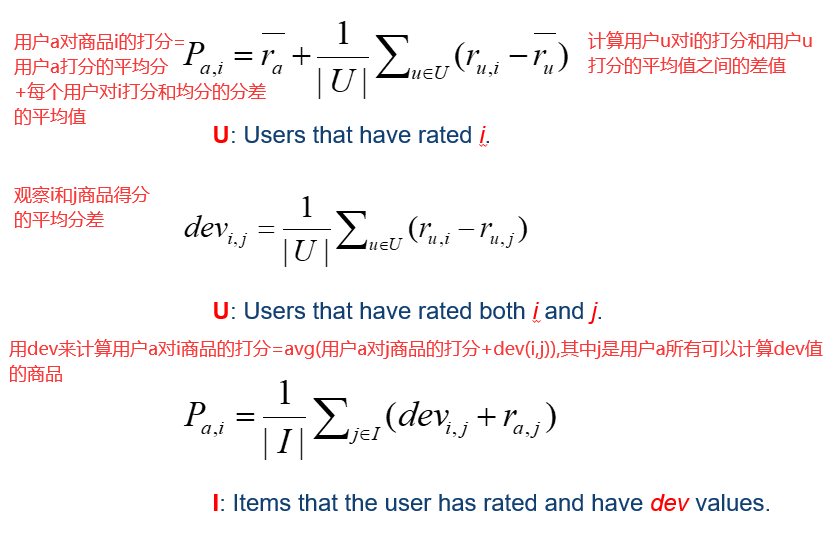 用户a对商品i的打分=
用户a打分的平均分
+每个用户对i打分和均分的分差
的平均值
P_{a,i} = \overline{r_a} + \frac{1}{|U|} \sum_{u∈U} (r_{u,i} − \overline{r_u})
计算用户u对i的打分和用户u
打分的平均值之间的差值
U: Users that have rated i.
观察i和j商品得分
的平均分差
dev_{i,j} = \frac{1}{|U|} \sum_{u∈U} (r_{u,i} − r_{u,j})
U: Users that have rated both i and j.
用dev来计算用户a对i商品的打分=avg(用户a对j商品的打分+dev(i,j)),其中j是用户a所有可以计算dev值
的商品
P_{a,i} = \frac{1}{|I|} \sum_{j∈I} (dev_{i,j} + r_{a,j})
I: Items that the user has rated and have dev values.